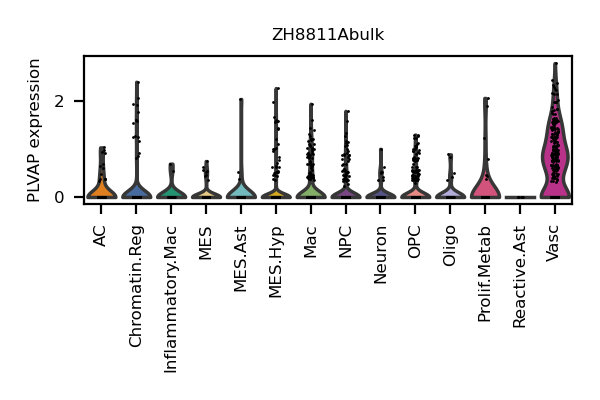 ZH8811Abulk
PLVAP expression
2
0
AC
Chromatin.Reg
Inflammatory.Mac
MES
MES.Ast
MES.Hyp
Mac
NPC
Neuron
OPC
Oligo
Prolif.Metab
Reactive.Ast
Vasc